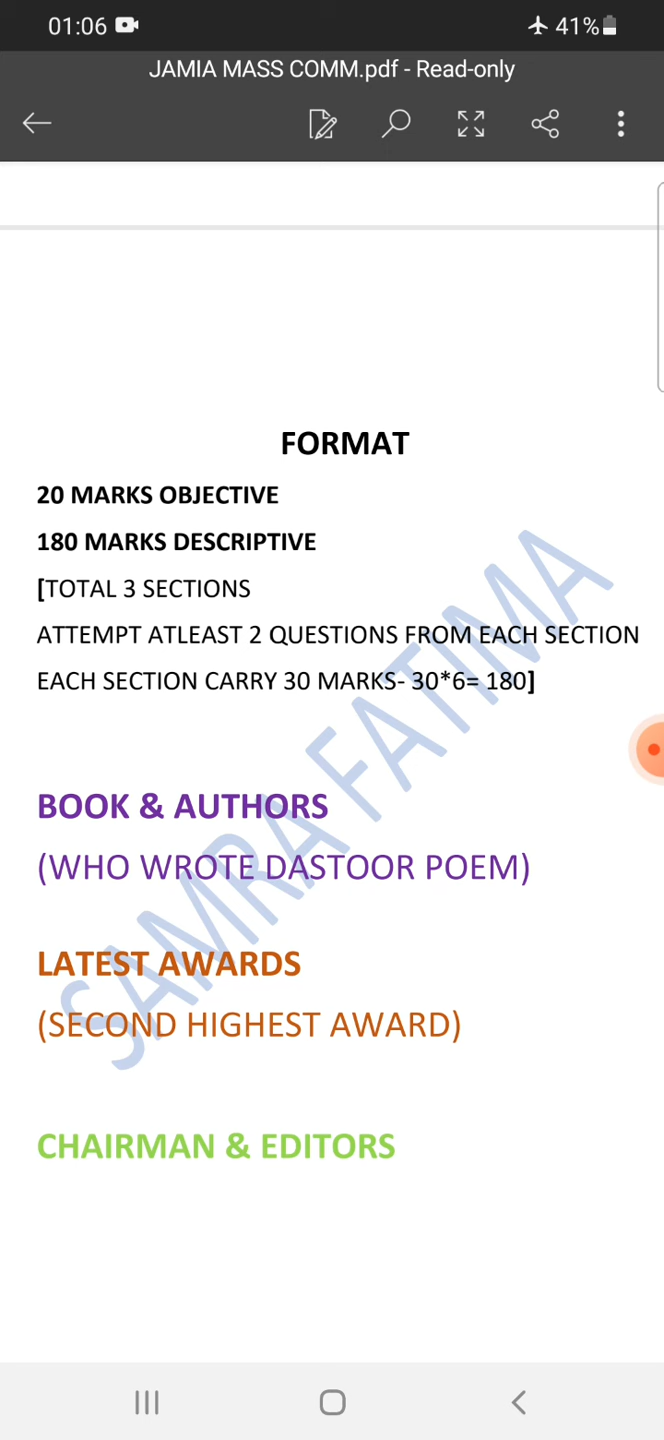 01:06
41%
JAMIA MASS COMM.pdf - Read-only
FORMAT
20 MARKS OBJECTIVE
180 MARKS DESCRIPTIVE
[TOTAL 3 SECTIONS
ATTEMPT ATLEAST 2 QUESTIONS FROM EACH SECTION
EACH SECTION CARRY 30 MARKS- 30*6= 180]
BOOK & AUTHORS
(WHO WROTE DASTOOR POEM)
LATEST AWARDS
(SECOND HIGHEST AWARD)
CHAIRMAN & EDITORS
SAMRA FATIMA